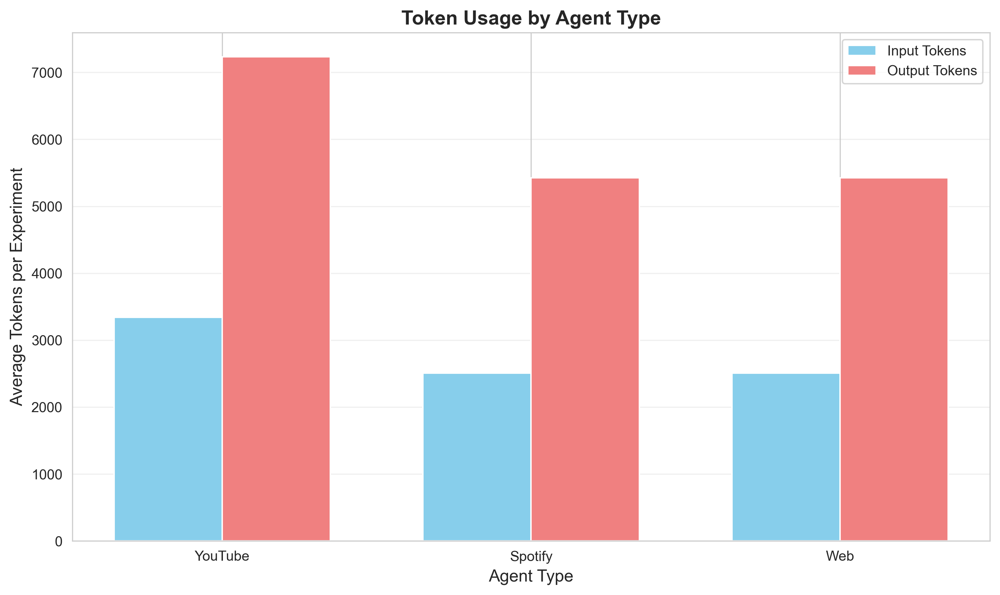 Token Usage by Agent Type
Input Tokens
Output Tokens
Average Tokens per Experiment
7000
6000
5000
4000
3000
2000
1000
0
YouTube
Spotify
Web
Agent Type